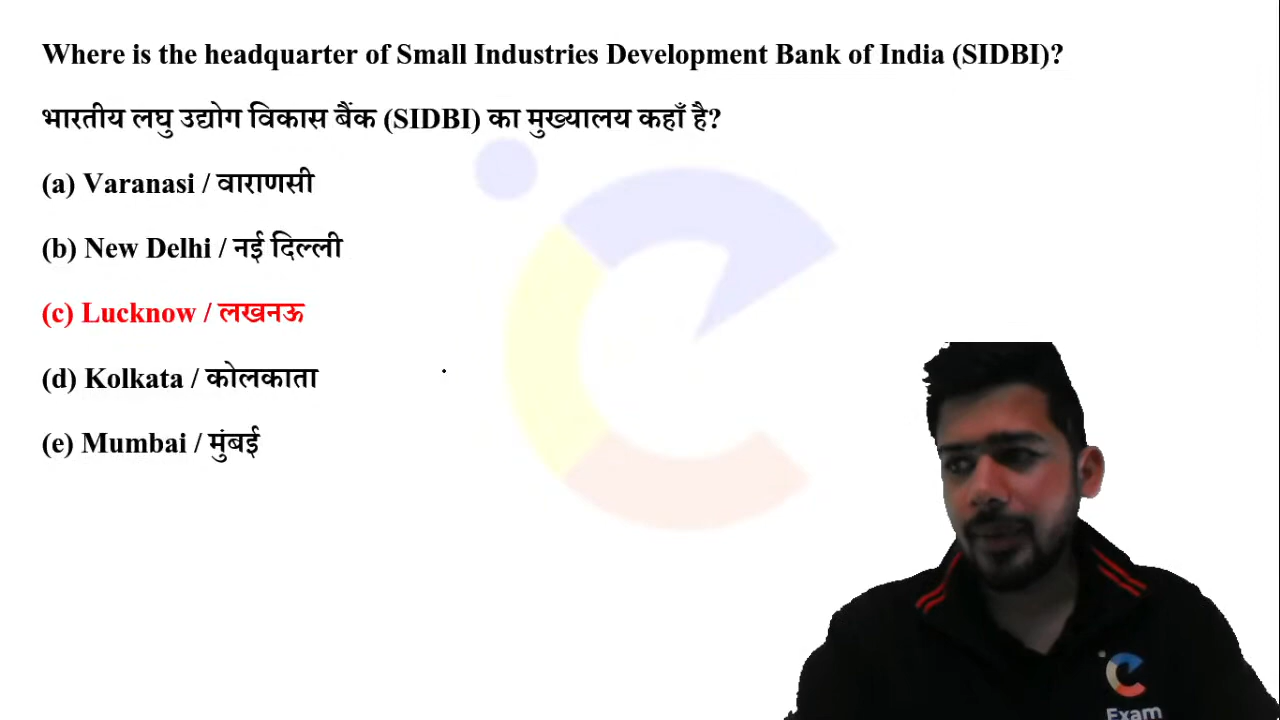 Where is the headquarter of Small Industries Development Bank of India (SIDBI)?
भारतीय लघु उद्योग विकास बैंक (SIDBI) का मुख्यालय कहाँ है?
(a) Varanasi / वाराणसी
(b) New Delhi / नई दिल्ली
(c) Lucknow / लखनऊ
(d) Kolkata / कोलकाता
(e) Mumbai / मुंबई
Exam